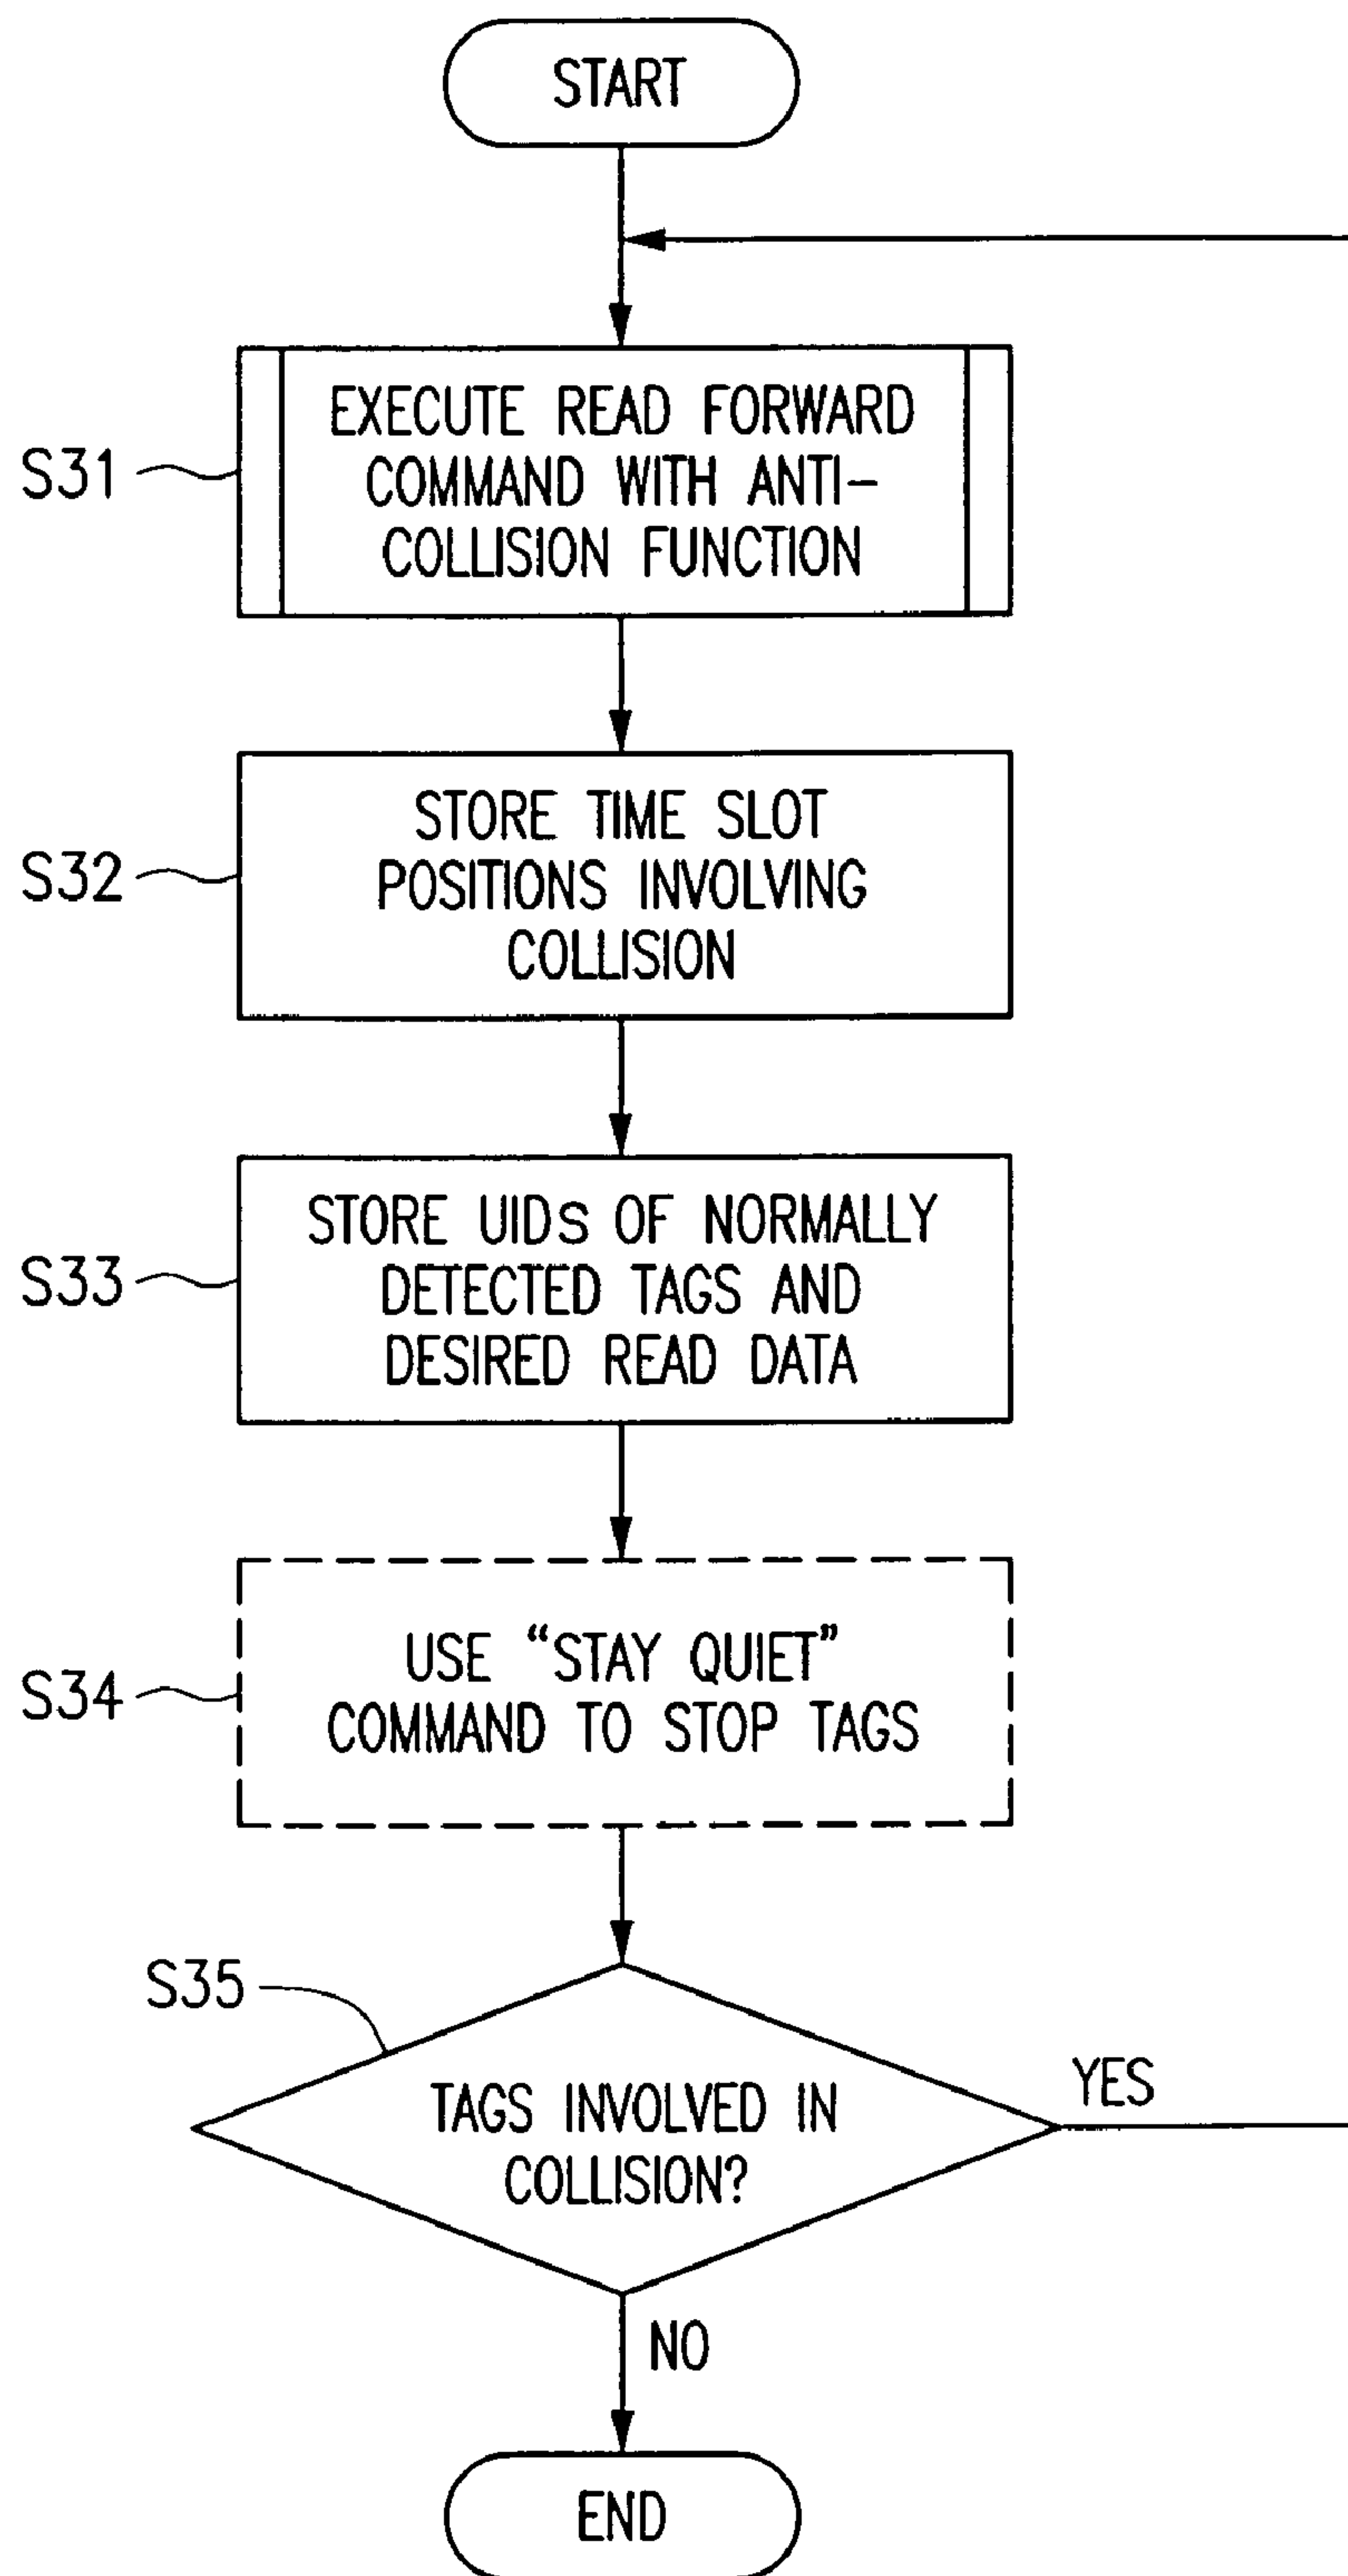 START
S31
EXECUTE READ FORWARD
COMMAND WITH ANTI-
COLLISION FUNCTION
S32
STORE TIME SLOT
POSITIONS INVOLVING
COLLISION
S33
STORE UIDs OF NORMALLY
DETECTED TAGS AND
DESIRED READ DATA
S34
USE “STAY QUIET”
COMMAND TO STOP TAGS
S35
TAGS INVOLVED IN
COLLISION?
YES
NO
END